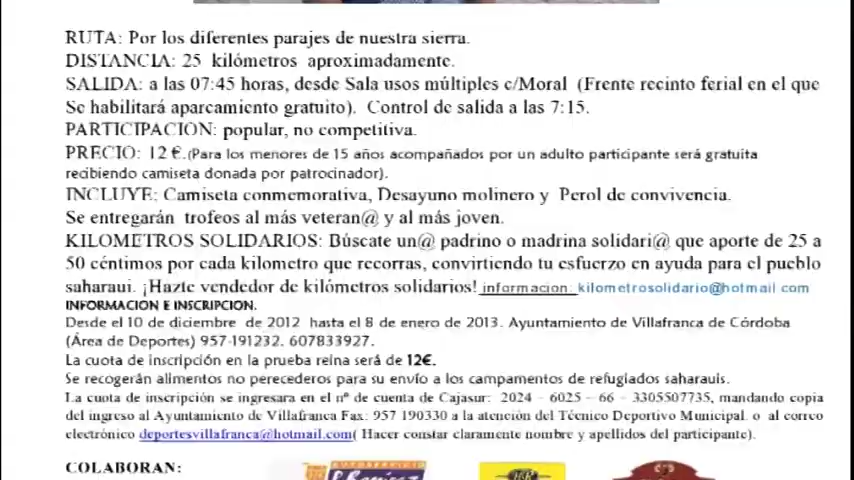 RUTA: Por los diferentes parajes de nuestra sierra.
DISTANCIA: 25 kilómetros aproximadamente.
SALIDA: a las 07:45 horas, desde Sala usos múltiples c/Moral (Frente recinto ferial en el que
Se habilitará aparcamiento gratuito). Control de salida a las 7:15.
PARTICIPACION: popular, no competitiva.
PRECIO: 12 €.(Para los menores de 15 años acompañados por un adulto participante será gratuita
recibiendo camiseta donada por patrocinador).
INCLUYE: Camiseta conmemorativa, Desayuno molinero y Perol de convivencia.
Se entregarán trofeos al más veteran@ y al más joven.
KILOMETROS SOLIDARIOS: Búscate un@ padrino o madrina solidari@ que aporte de 25 a
50 céntimos por cada kilometro que recorras, convirtiendo tu esfuerzo en ayuda para el pueblo
saharaui. ¡Hazte vendedor de kilómetros solidarios! informacion: kilometrosolidario@hotmail com
INFORMACION E INSCRIPCION.
Desde el 10 de diciembre de 2012 hasta el 8 de enero de 2013. Ayuntamiento de Villafranca de Córdoba
(Área de Deportes) 957-191232. 607833927.
La cuota de inscripción en la prueba reina será de 12€.
Se recogerán alimentos no perecederos para su envío a los campamentos de refugiados saharauis.
La cuota de inscripción se ingresara en el nº de cuenta de Cajasur: 2024 - 6025 - 66 - 3305507735, mandando copia
del ingreso al Ayuntamiento de Villafranca Fax: 957 190330 a la atención del Técnico Deportivo Municipal. o al correo
electrónico deportesvillafranca@hotmail.com( Hacer constar claramente nombre y apellidos del participante).
COLABORAN:
AUTOSERVICIO